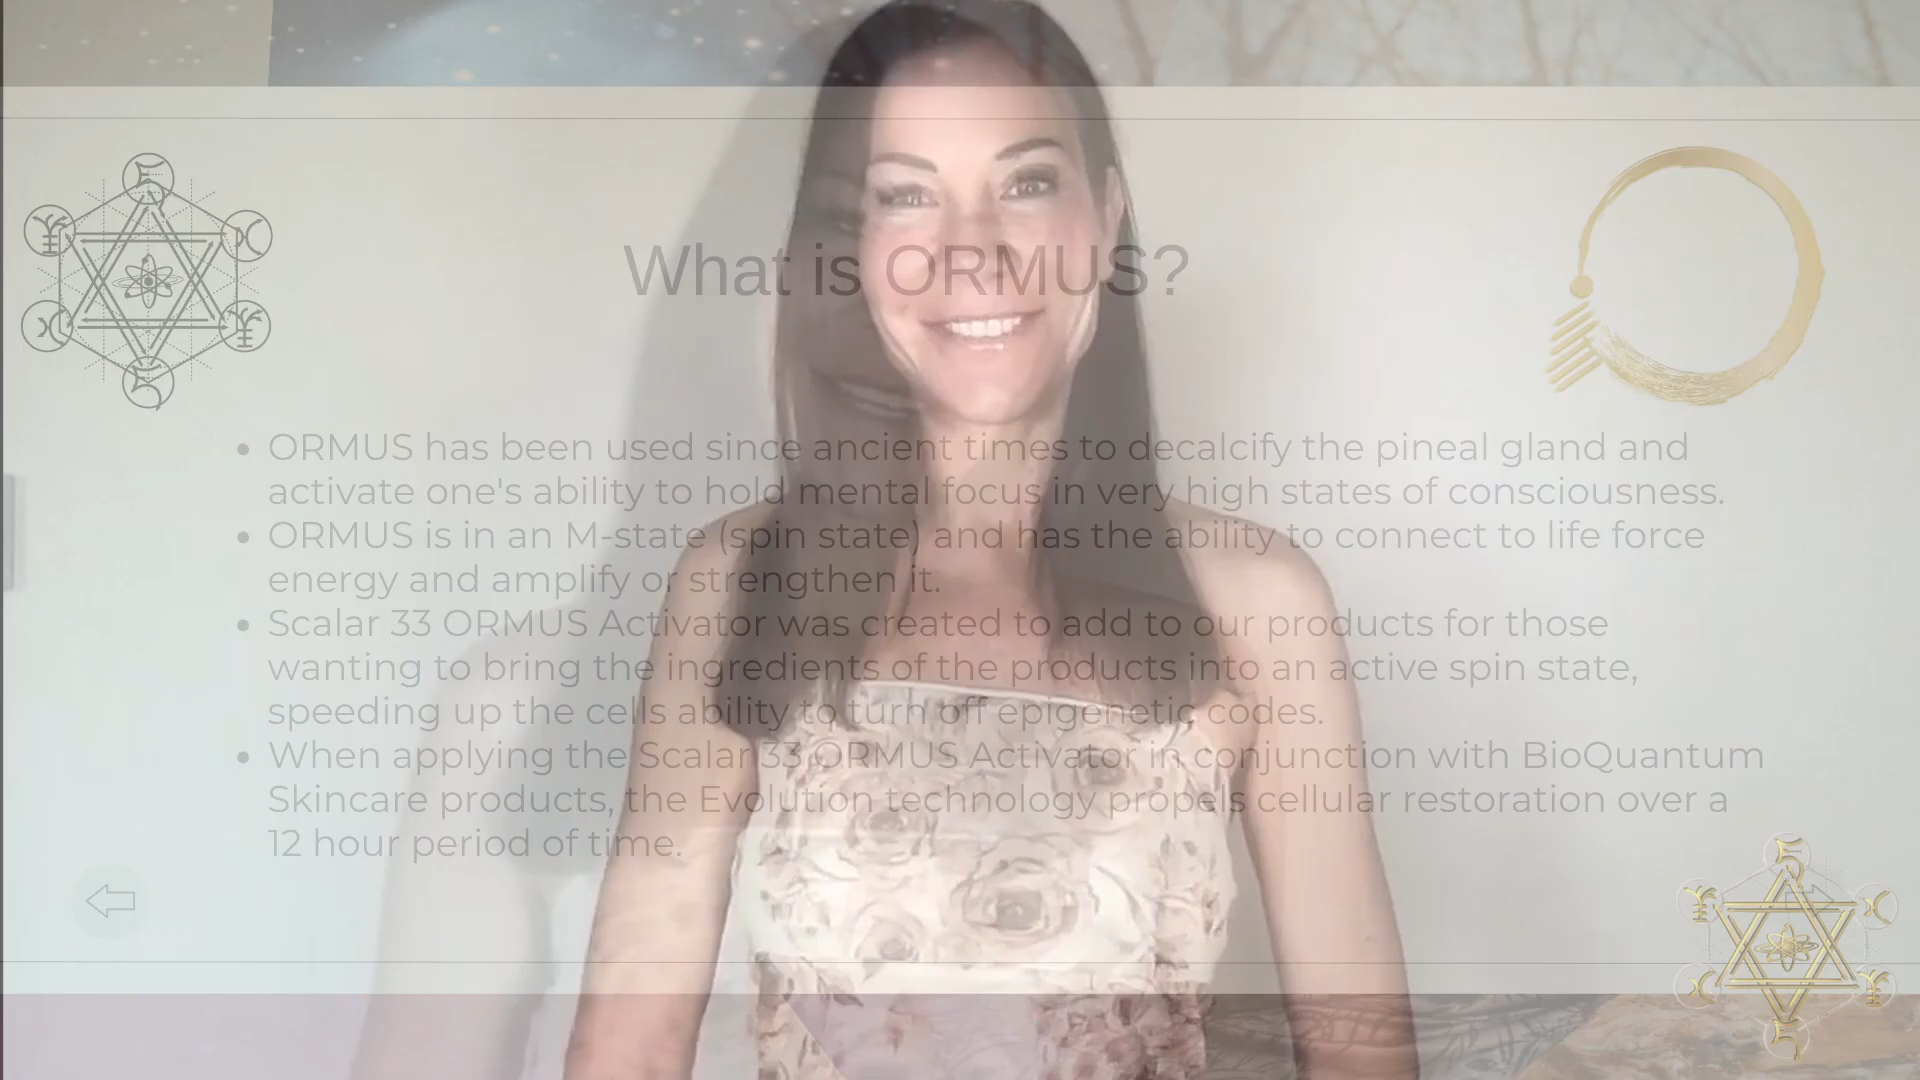 What is ORMUS?
ORMUS has been used since ancient times to decalcify the pineal gland and
activate one's ability to hold mental focus in very high states of consciousness.
ORMUS is in an M-state (spin state) and has the ability to connect to life force
energy and amplify or strengthen it.
Scalar 33 ORMUS Activator was created to add to our products for those
wanting to bring the ingredients of the products into an active spin state,
speeding up the cells ability to turn off epigenetic codes.
When applying the Scalar 33 ORMUS Activator in conjunction with BioQuantum
Skincare products, the Evolution technology propels cellular restoration over a
12 hour period of time.